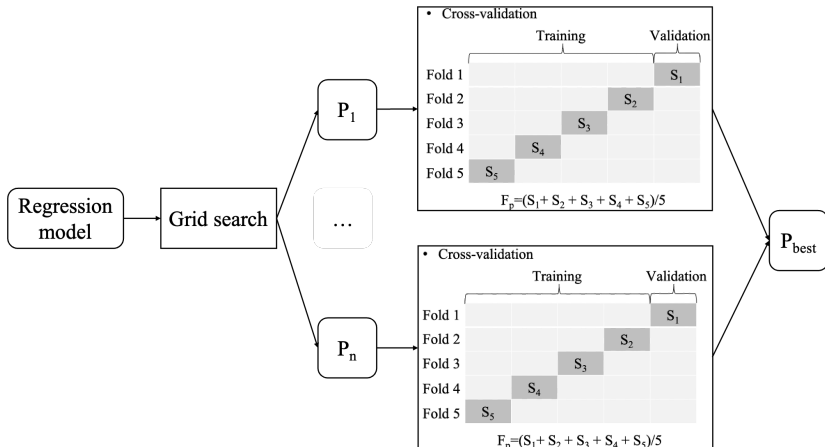 Regression
model
Grid search
P₁
...
Pₙ
• Cross-validation
Training Validation
Fold 1 S₁
Fold 2 S₂
Fold 3 S₃
Fold 4 S₄
Fold 5 S₅
Fₚ=(S₁+ S₂ + S₃ + S₄ + S₅)/5
• Cross-validation
Training Validation
Fold 1 S₁
Fold 2 S₂
Fold 3 S₃
Fold 4 S₄
Fold 5 S₅
Fₚ=(S₁+ S₂ + S₃ + S₄ + S₅)/5
P_best